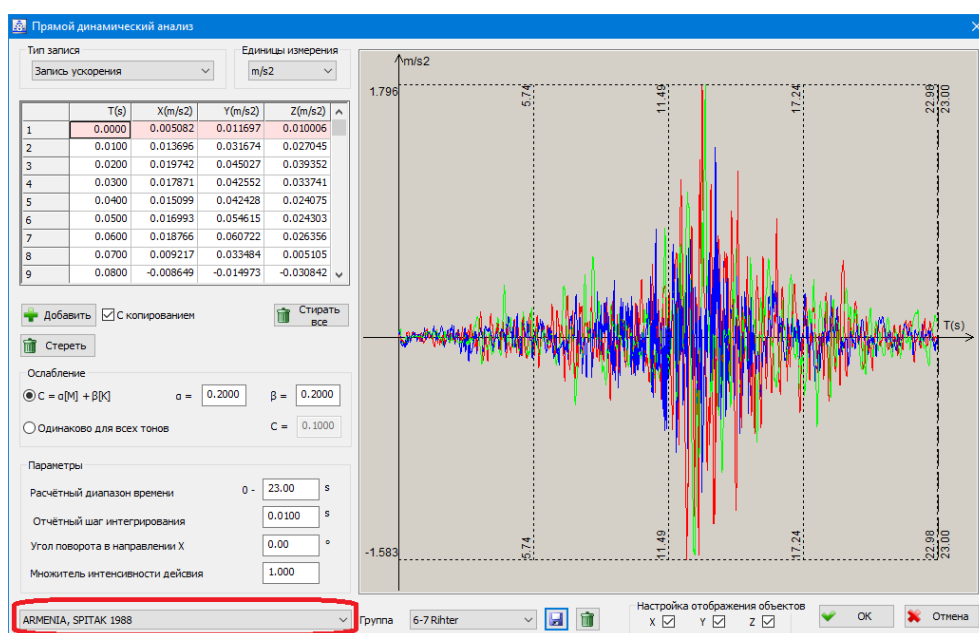 Прямой динамический анализ
Тип записи
Запись ускорения
Единицы измерения
m/s2
T(s) X(m/s2) Y(m/s2) Z(m/s2)
1 0.0000 0.005082 0.011697 0.010006
2 0.0100 0.013696 0.031674 0.027045
3 0.0200 0.019742 0.045027 0.039352
4 0.0300 0.017871 0.042552 0.033741
5 0.0400 0.015099 0.042428 0.024075
6 0.0500 0.016993 0.054615 0.024303
7 0.0600 0.018766 0.060722 0.026356
8 0.0700 0.009217 0.033484 0.005105
9 0.0800 -0.008649 -0.014973 -0.030842
Добавить
С копированием
Стирать
все
Стереть
Ослабление
C = α[M] + β[K] α = 0.2000 β = 0.2000
Одинаково для всех тонов C = 0.1000
Параметры
Расчётный диапазон времени 0 - 23.00 s
Отчётный шаг интегрирования 0.0100 s
Угол поворота в направлении X 0.00 °
Множитель интенсивности дейсвия 1.000
ARMENIA, SPITAK 1988
m/s2
1.796
5.74
11.49
17.24
22.98
23.00
T(s)
-1.583
5.74
11.49
17.24
22.98
23.00
Группа
6-7 Rihter
Настройка отображения объектов
X Y Z
OK
Отмена